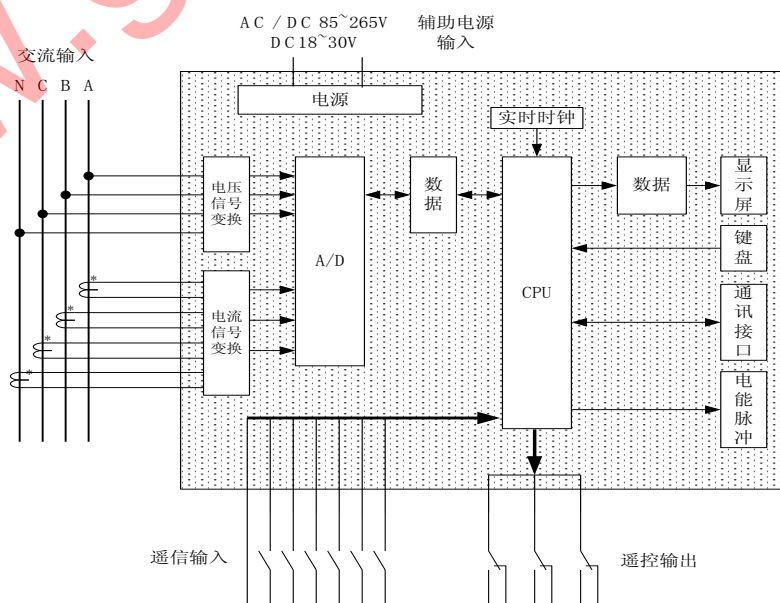 AC/DC 85~265V 辅助电源
DC18~30V 输入
交流输入
N C B A
电源
实时时钟
电压
信号
变换
A/D
数
据
CPU
数据
显
示
屏
键
盘
*
*
*
*
电流
信号
变换
通
讯
接
口
电
能
脉
冲
遥信输入
遥控输出